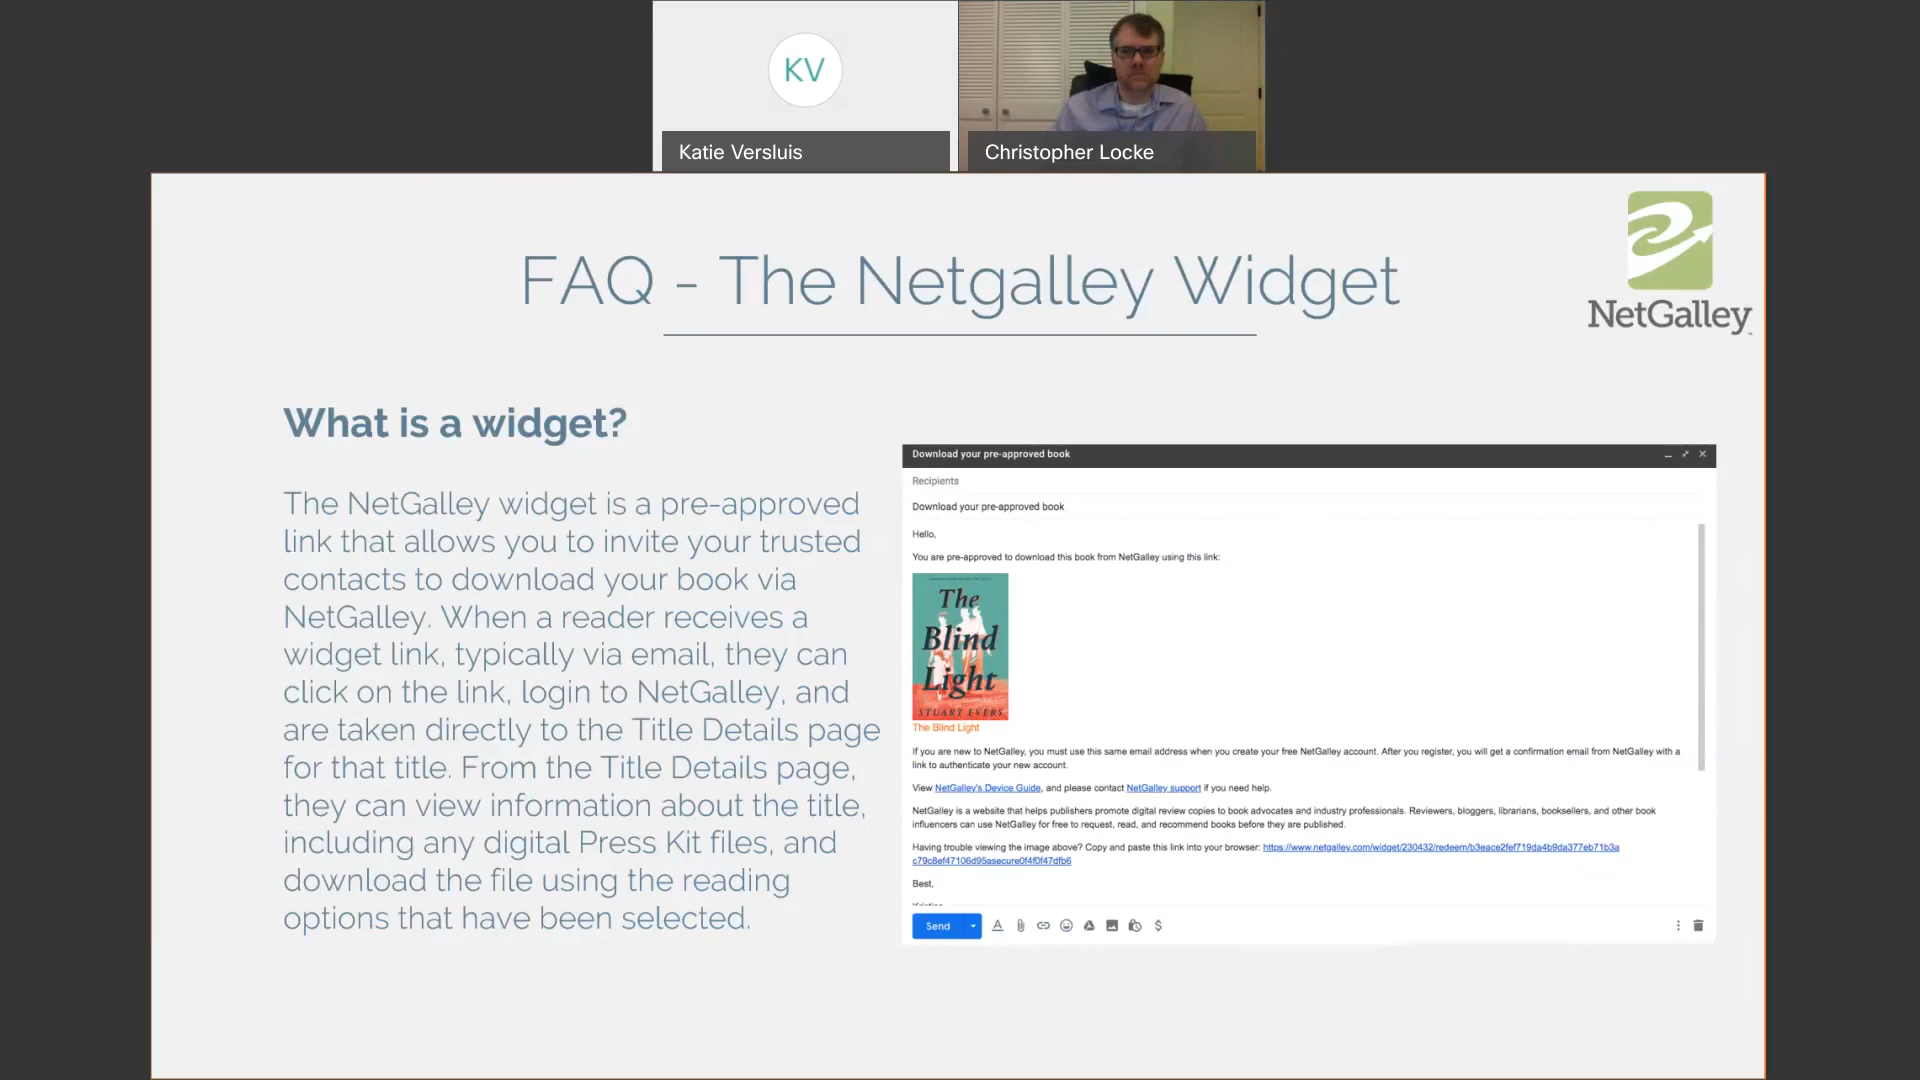 KV
Katie Versluis
Christopher Locke
NetGalley
FAQ - The Netgalley Widget
What is a widget?
The NetGalley widget is a pre-approved
link that allows you to invite your trusted
contacts to download your book via
NetGalley. When a reader receives a
widget link, typically via email, they can
click on the link, login to NetGalley, and
are taken directly to the Title Details page
for that title. From the Title Details page,
they can view information about the title,
including any digital Press Kit files, and
download the file using the reading
options that have been selected.
Download your pre-approved book
Recipients
Download your pre-approved book
Hello,
You are pre-approved to download this book from NetGalley using this link:
The
Blind
Light
STUART EVERS
The Blind Light
If you are new to NetGalley, you must use this same email address when you create your free NetGalley account. After you register, you will get a confirmation email from NetGalley with a
link to authenticate your new account.
View NetGalley's Device Guide, and please contact NetGalley support if you need help.
NetGalley is a website that helps publishers promote digital review copies to book advocates and industry professionals. Reviewers, bloggers, librarians, booksellers, and other book
influencers can use NetGalley for free to request, read, and recommend books before they are published.
Having trouble viewing the image above? Copy and paste this link into your browser: https://www.netgalley.com/widget/230432/redeem/b3eace2fef719da4b9da377eb71b3a
c79c8ef47106d95asecure0f4f0f47dfb6
Best,
Send